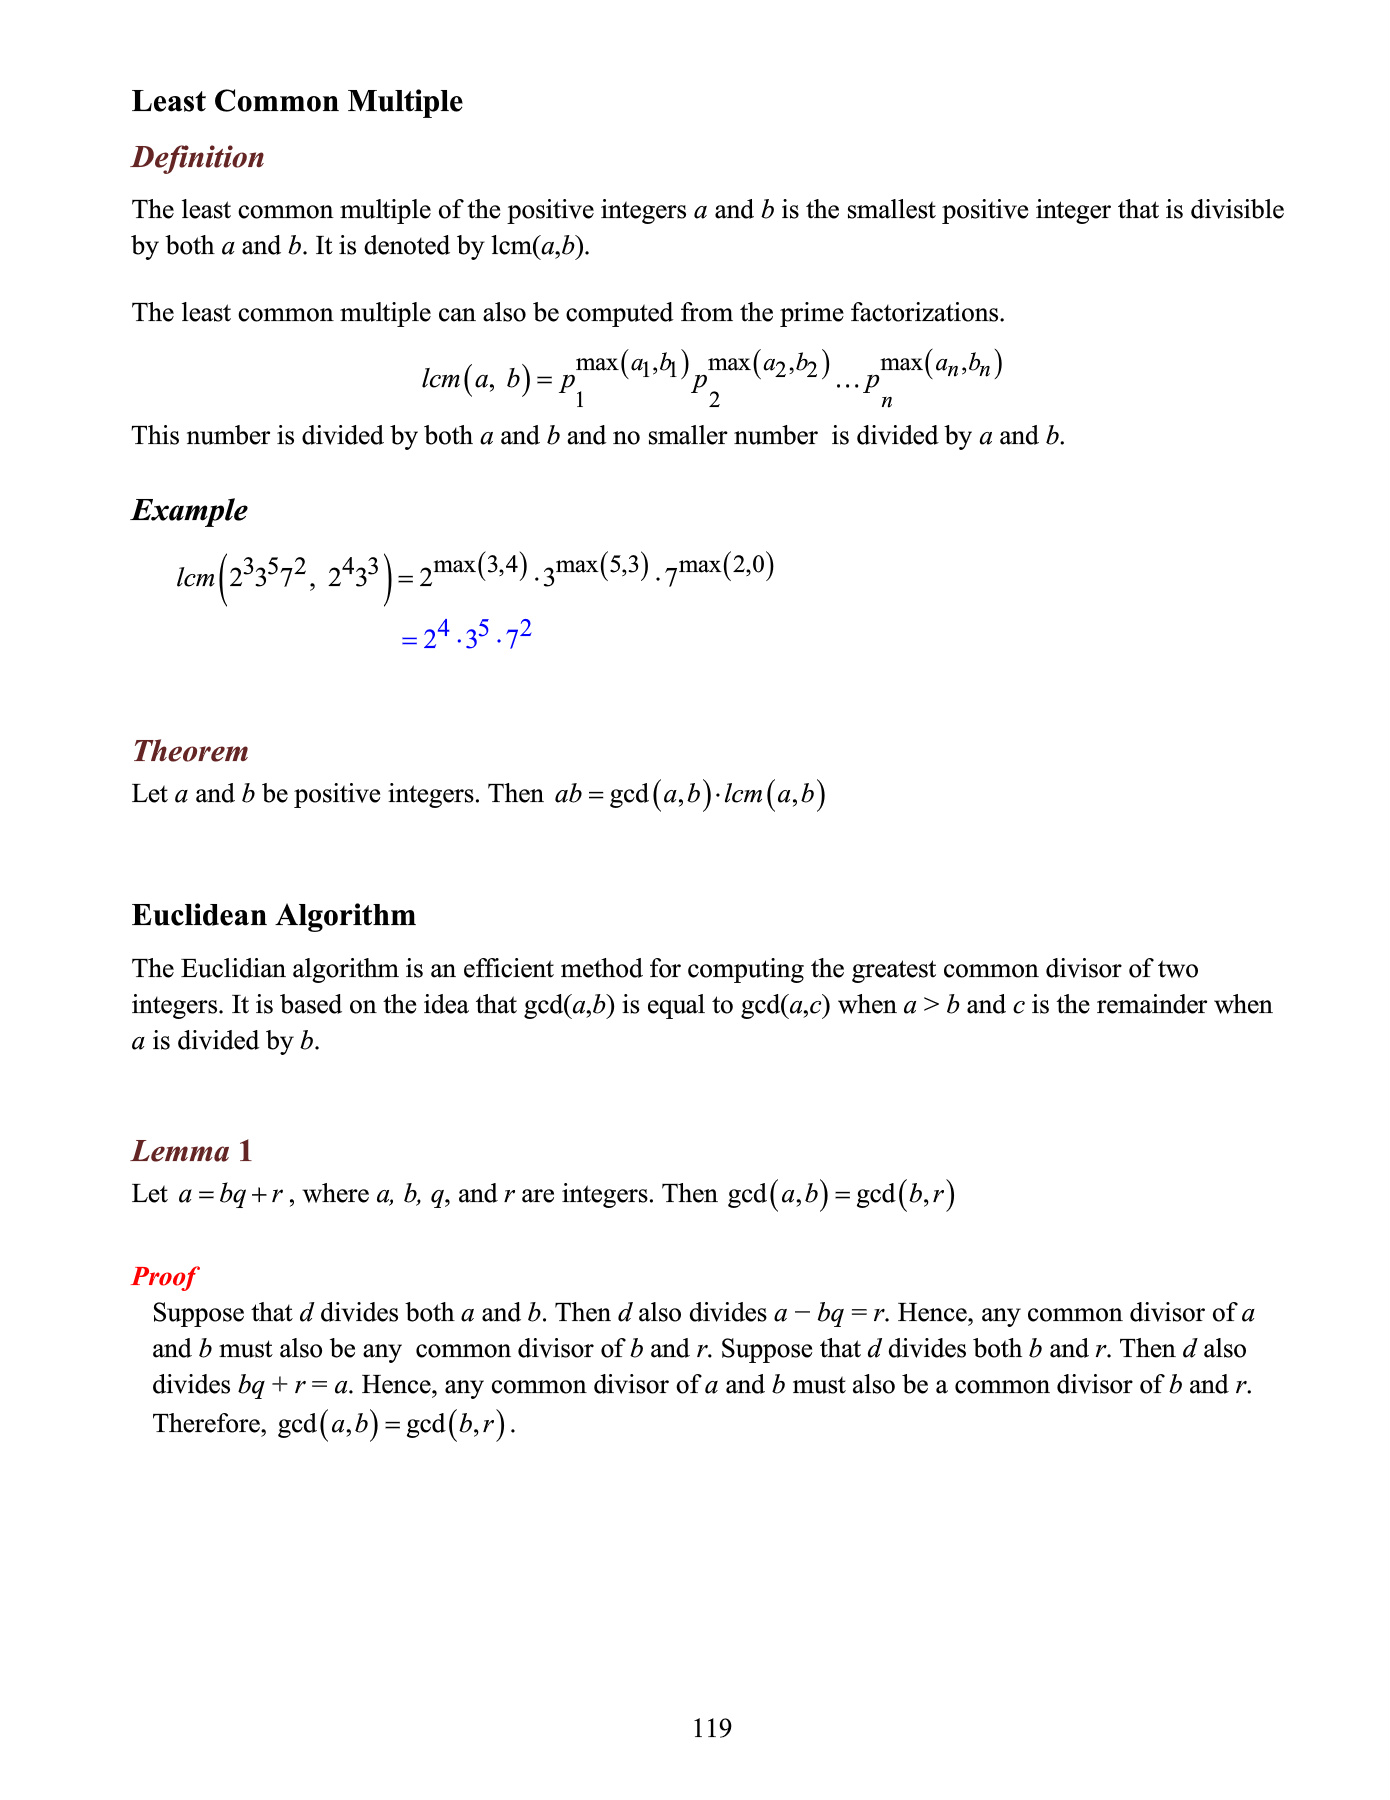 Least Common Multiple
Definition
The least common multiple of the positive integers a and b is the smallest positive integer that is divisible
by both a and b. It is denoted by lcm(a,b).
The least common multiple can also be computed from the prime factorizations.
lcm(a, b) = p_1^{max(a_1,b_1)} p_2^{max(a_2,b_2)} ... p_n^{max(a_n,b_n)}
This number is divided by both a and b and no smaller number  is divided by a and b.
Example
lcm(2^3 3^5 7^2, 2^4 3^3) = 2^{max(3,4)} · 3^{max(5,3)} · 7^{max(2,0)}
= 2^4 · 3^5 · 7^2
Theorem
Let a and b be positive integers. Then ab = gcd(a,b) · lcm(a,b)
Euclidean Algorithm
The Euclidian algorithm is an efficient method for computing the greatest common divisor of two
integers. It is based on the idea that gcd(a,b) is equal to gcd(a,c) when a > b and c is the remainder when
a is divided by b.
Lemma 1
Let a = bq + r, where a, b, q, and r are integers. Then gcd(a,b) = gcd(b,r)
Proof
Suppose that d divides both a and b. Then d also divides a − bq = r. Hence, any common divisor of a
and b must also be any  common divisor of b and r. Suppose that d divides both b and r. Then d also
divides bq + r = a. Hence, any common divisor of a and b must also be a common divisor of b and r.
Therefore, gcd(a,b) = gcd(b,r).
119